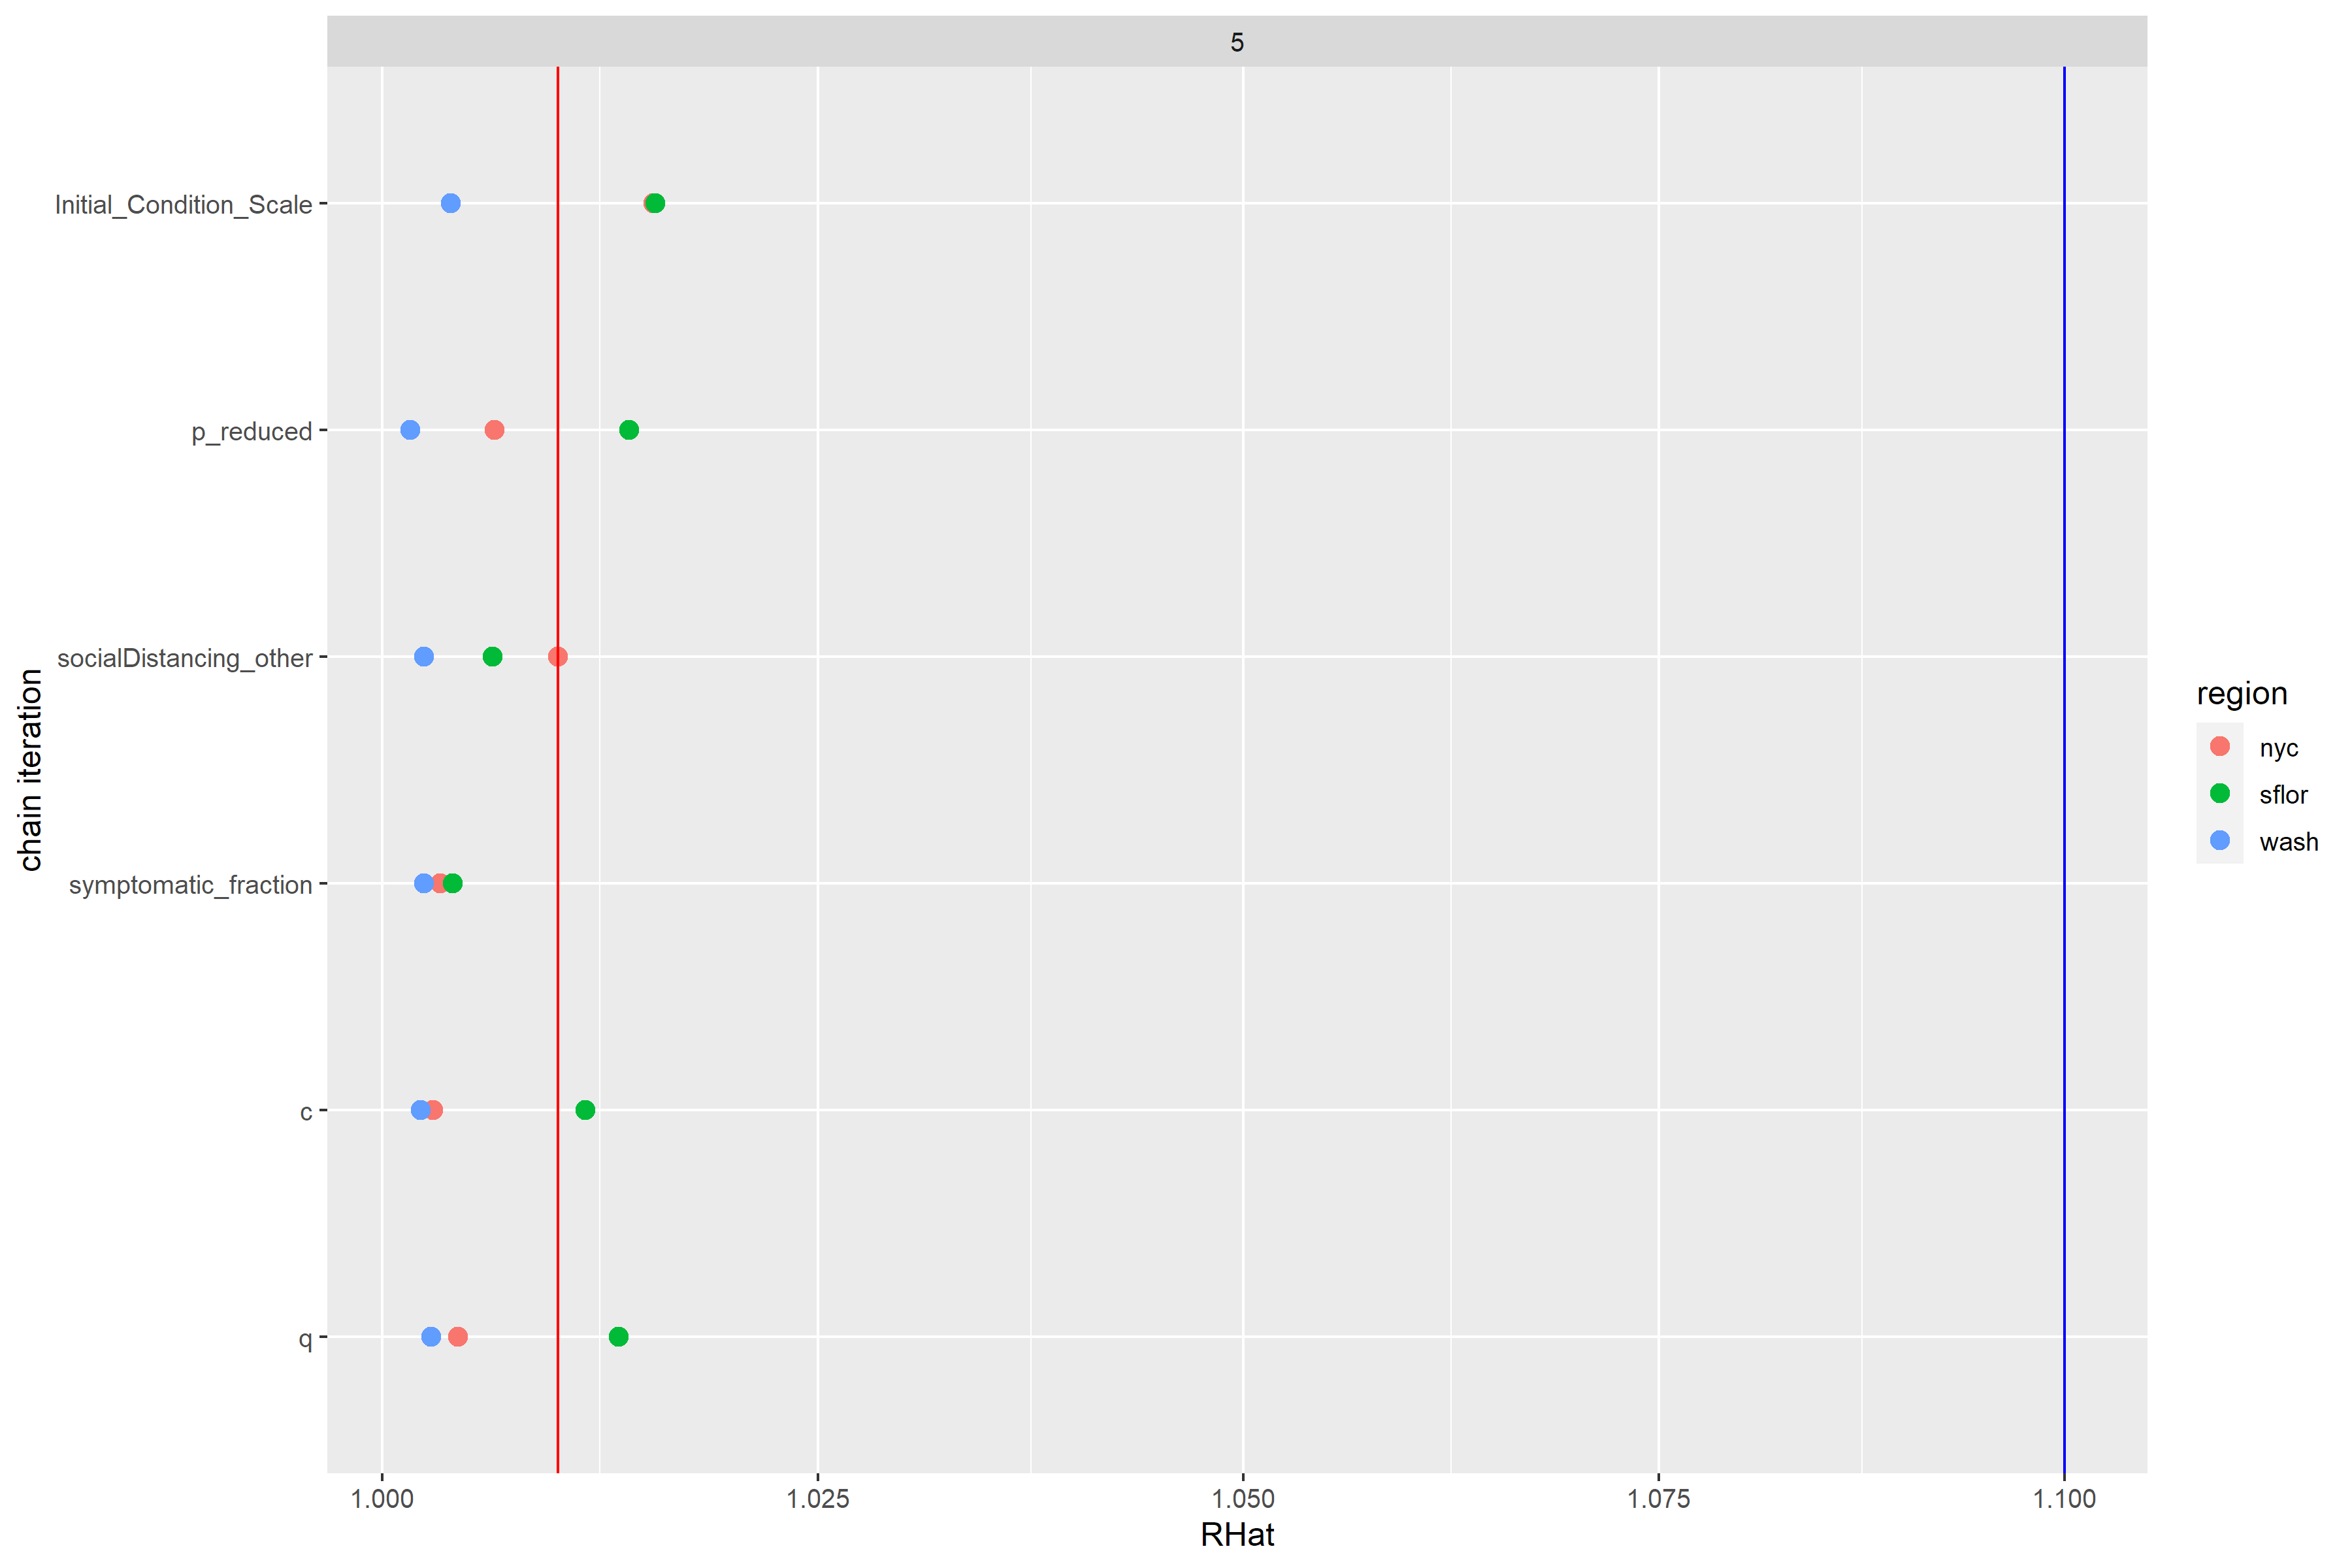 5
Initial_Condition_Scale
p_reduced
socialDistancing_other
symptomatic_fraction
c
q
chain iteration
1.000
1.025
1.050
1.075
1.100
RHat
region
nyc
sflor
wash